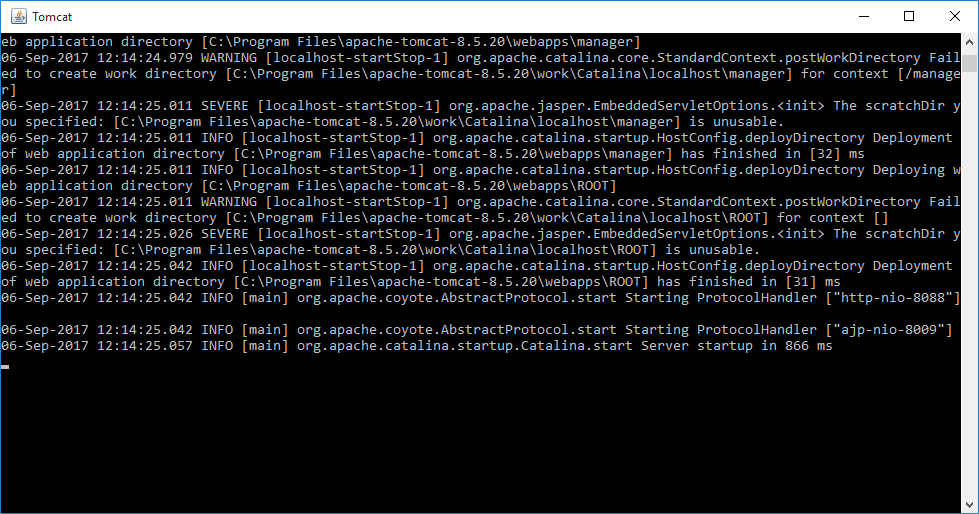 Tomcat
eb application directory [C:\Program Files\apache-tomcat-8.5.20\webapps\manager]
06-Sep-2017 12:14:24.979 WARNING [localhost-startStop-1] org.apache.catalina.core.StandardContext.postWorkDirectory Fail
ed to create work directory [C:\Program Files\apache-tomcat-8.5.20\work\Catalina\localhost\manager] for context [/manage
r]
06-Sep-2017 12:14:25.011 SEVERE [localhost-startStop-1] org.apache.jasper.EmbeddedServletOptions.<init> The scratchDir y
ou specified: [C:\Program Files\apache-tomcat-8.5.20\work\Catalina\localhost\manager] is unusable.
06-Sep-2017 12:14:25.011 INFO [localhost-startStop-1] org.apache.catalina.startup.HostConfig.deployDirectory Deployment
of web application directory [C:\Program Files\apache-tomcat-8.5.20\webapps\manager] has finished in [32] ms
06-Sep-2017 12:14:25.011 INFO [localhost-startStop-1] org.apache.catalina.startup.HostConfig.deployDirectory Deploying w
eb application directory [C:\Program Files\apache-tomcat-8.5.20\webapps\ROOT]
06-Sep-2017 12:14:25.011 WARNING [localhost-startStop-1] org.apache.catalina.core.StandardContext.postWorkDirectory Fail
ed to create work directory [C:\Program Files\apache-tomcat-8.5.20\work\Catalina\localhost\ROOT] for context []
06-Sep-2017 12:14:25.026 SEVERE [localhost-startStop-1] org.apache.jasper.EmbeddedServletOptions.<init> The scratchDir y
ou specified: [C:\Program Files\apache-tomcat-8.5.20\work\Catalina\localhost\ROOT] is unusable.
06-Sep-2017 12:14:25.042 INFO [localhost-startStop-1] org.apache.catalina.startup.HostConfig.deployDirectory Deployment
of web application directory [C:\Program Files\apache-tomcat-8.5.20\webapps\ROOT] has finished in [31] ms
06-Sep-2017 12:14:25.042 INFO [main] org.apache.coyote.AbstractProtocol.start Starting ProtocolHandler ["http-nio-8088"]
06-Sep-2017 12:14:25.042 INFO [main] org.apache.coyote.AbstractProtocol.start Starting ProtocolHandler ["ajp-nio-8009"]
06-Sep-2017 12:14:25.057 INFO [main] org.apache.catalina.startup.Catalina.start Server startup in 866 ms